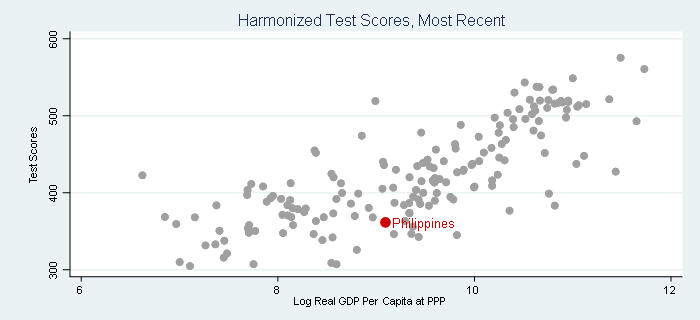 Harmonized Test Scores, Most Recent
600
500
400
300
Test Scores
Philippines
6
8
10
12
Log Real GDP Per Capita at PPP